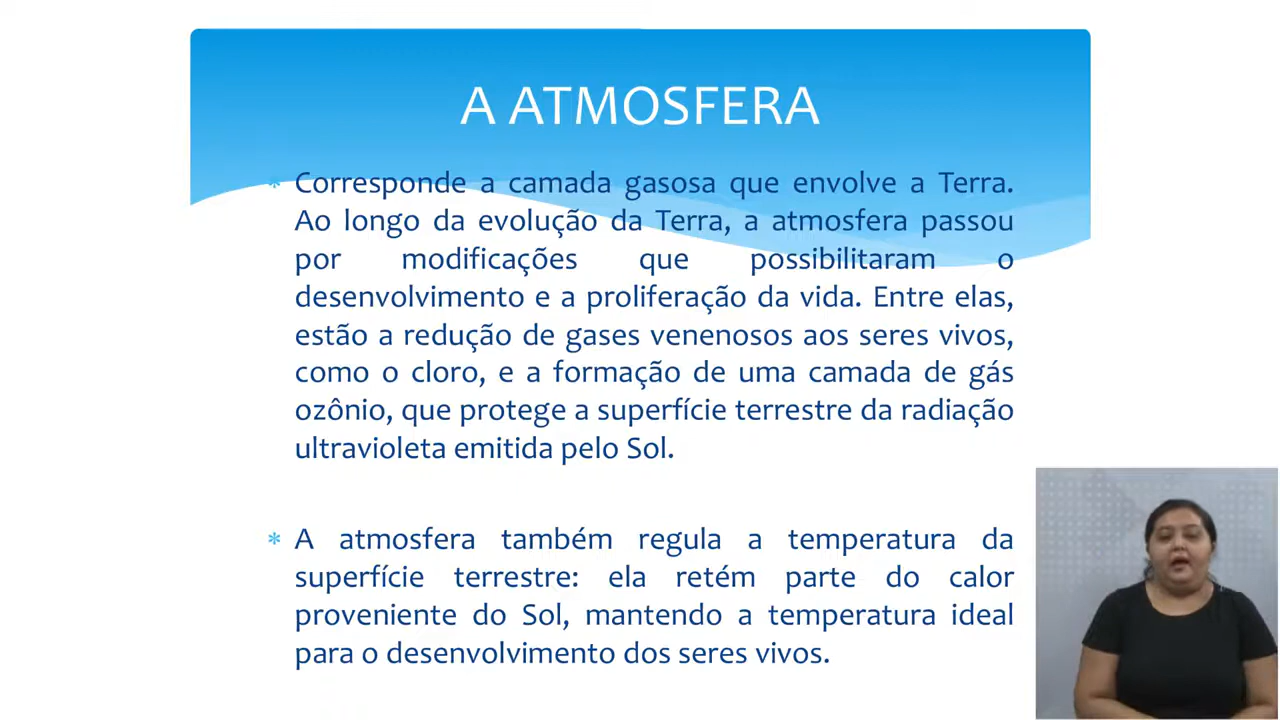 A ATMOSFERA
* Corresponde a camada gasosa que envolve a Terra.
Ao longo da evolução da Terra, a atmosfera passou
por modificações que possibilitaram o
desenvolvimento e a proliferação da vida. Entre elas,
estão a redução de gases venenosos aos seres vivos,
como o cloro, e a formação de uma camada de gás
ozônio, que protege a superfície terrestre da radiação
ultravioleta emitida pelo Sol.
* A atmosfera também regula a temperatura da
superfície terrestre: ela retém parte do calor
proveniente do Sol, mantendo a temperatura ideal
para o desenvolvimento dos seres vivos.